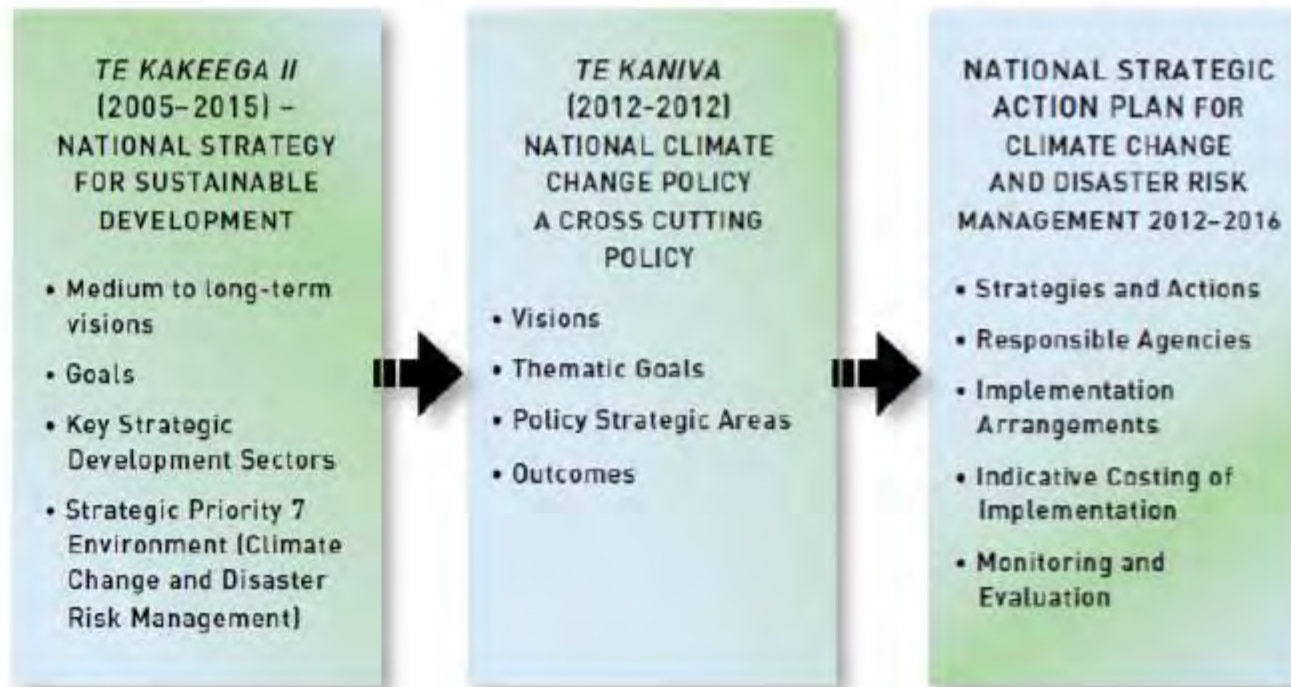 TE KAKEEGA II
(2005–2015) –
NATIONAL STRATEGY
FOR SUSTAINABLE
DEVELOPMENT
• Medium to long-term
visions
• Goals
• Key Strategic
Development Sectors
• Strategic Priority 7
Environment (Climate
Change and Disaster
Risk Management)
TE KANIVA
(2012-2012)
NATIONAL CLIMATE
CHANGE POLICY
A CROSS CUTTING
POLICY
• Visions
• Thematic Goals
• Policy Strategic Areas
• Outcomes
NATIONAL STRATEGIC
ACTION PLAN FOR
CLIMATE CHANGE
AND DISASTER RISK
MANAGEMENT 2012–2016
• Strategies and Actions
• Responsible Agencies
• Implementation
Arrangements
• Indicative Costing of
Implementation
• Monitoring and
Evaluation